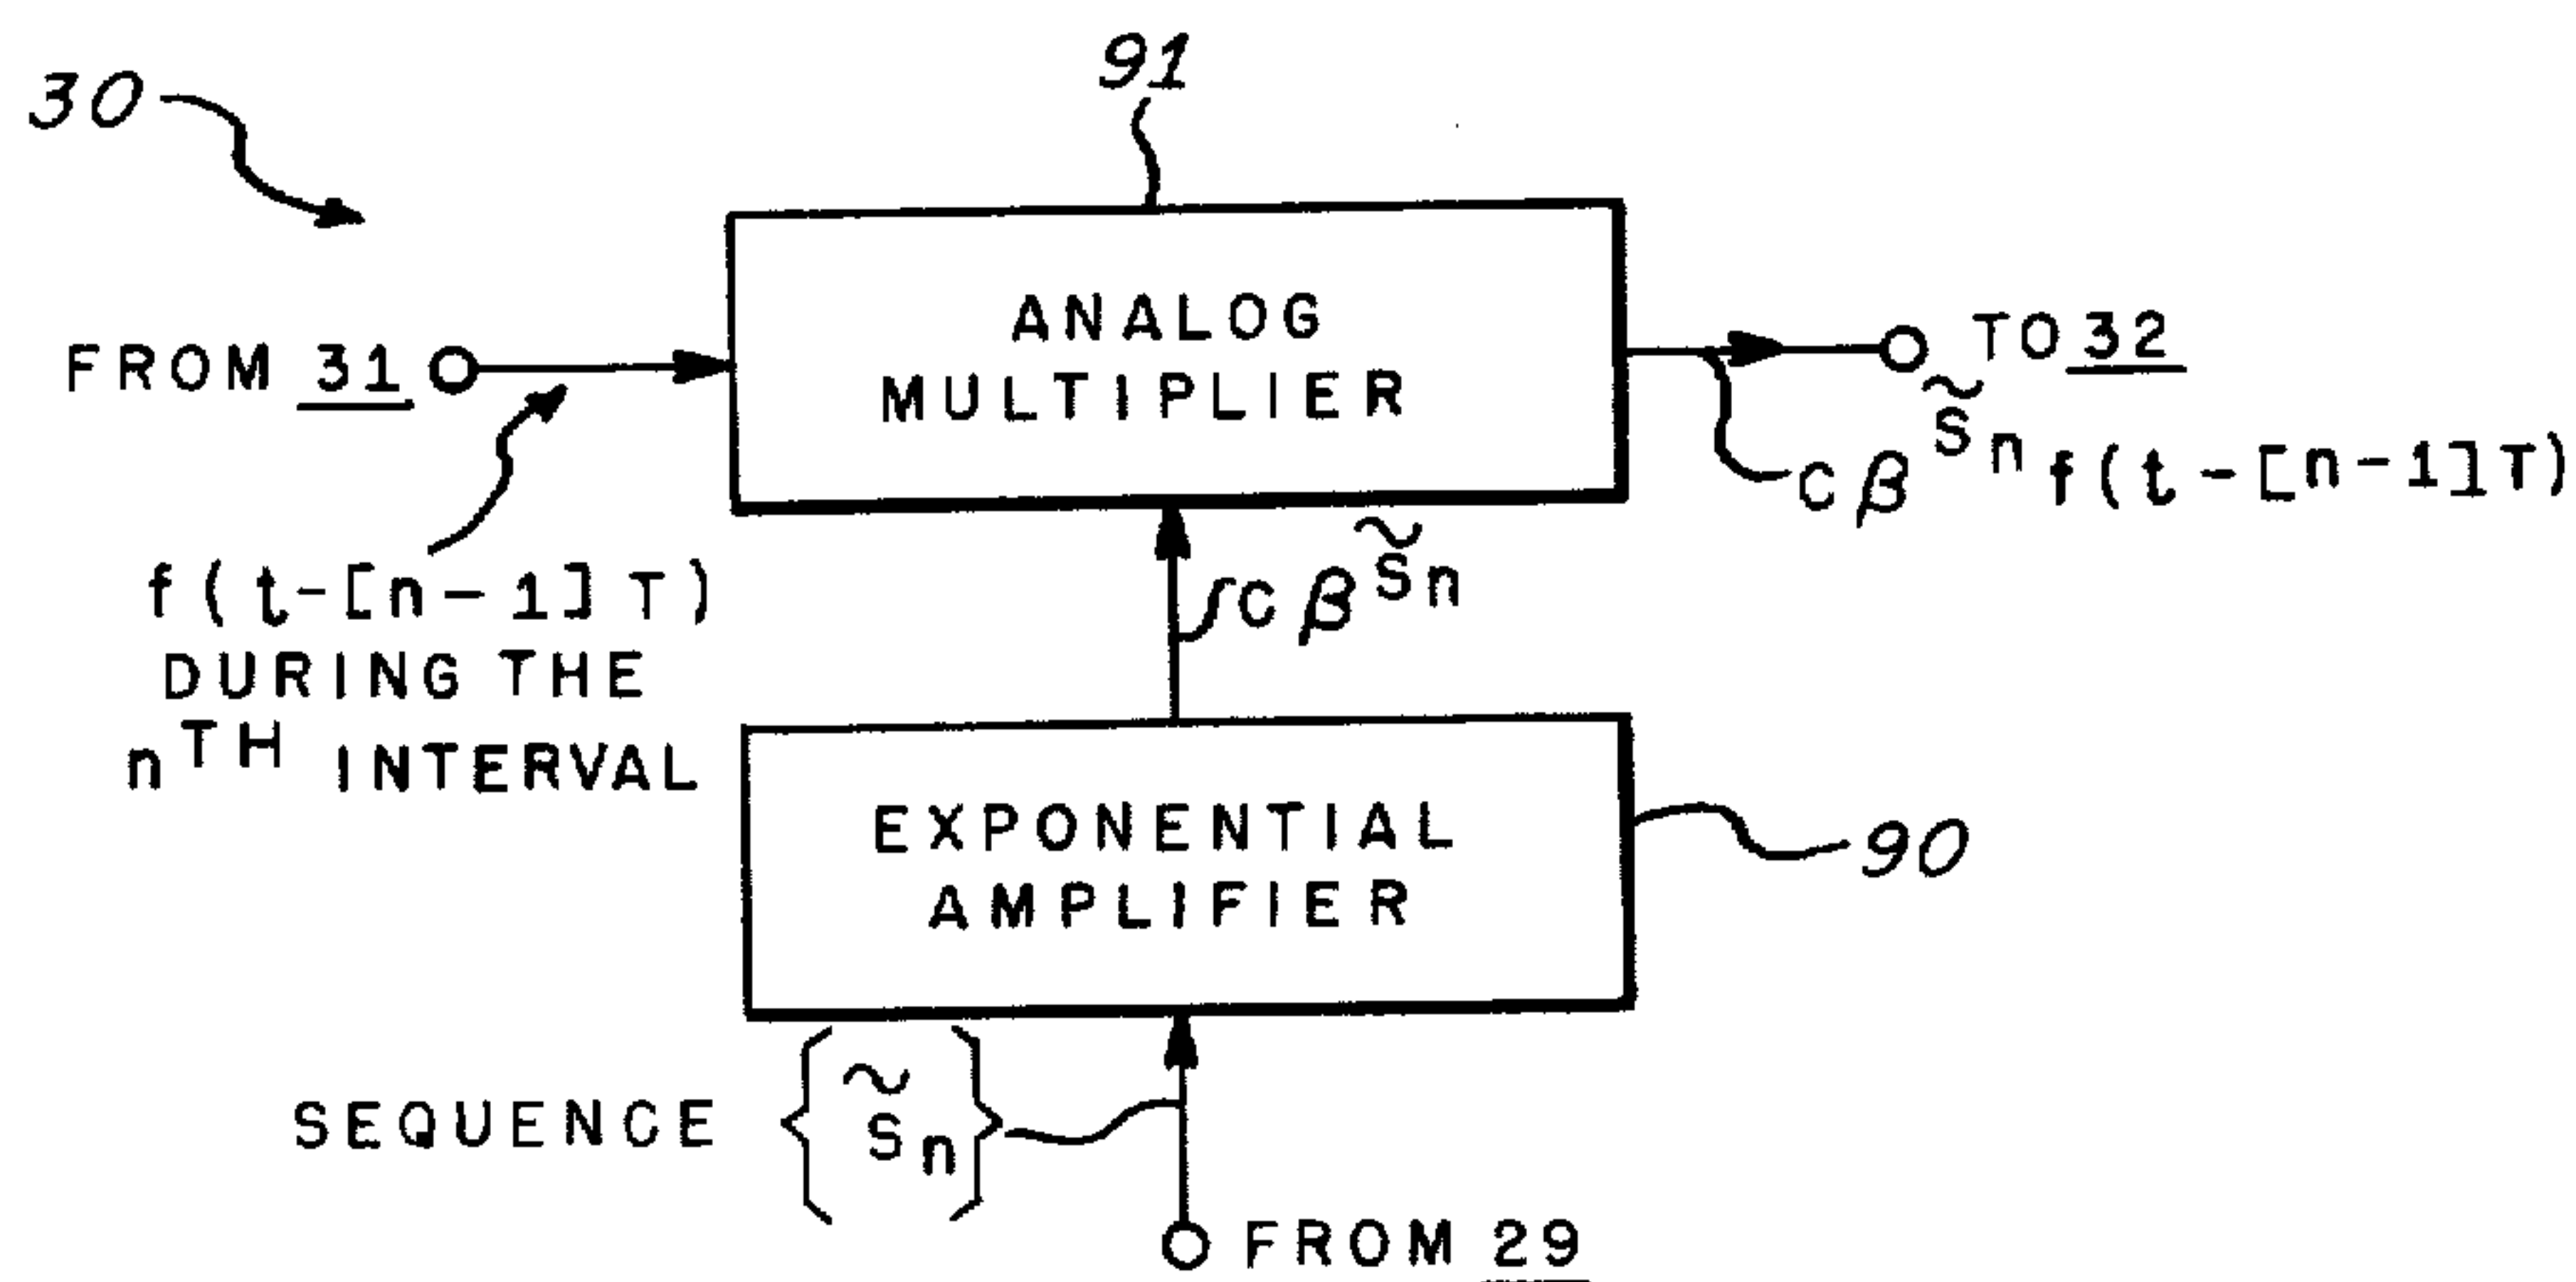 30
91
ANALOG
MULTIPLIER
FROM 31
TO 32
Cβ^S̃n f(t-[n-1]T)
f(t-[n-1]T)
DURING THE
nTH INTERVAL
Cβ^S̃n
EXPONENTIAL
AMPLIFIER
90
SEQUENCE {S̃n}
FROM 29